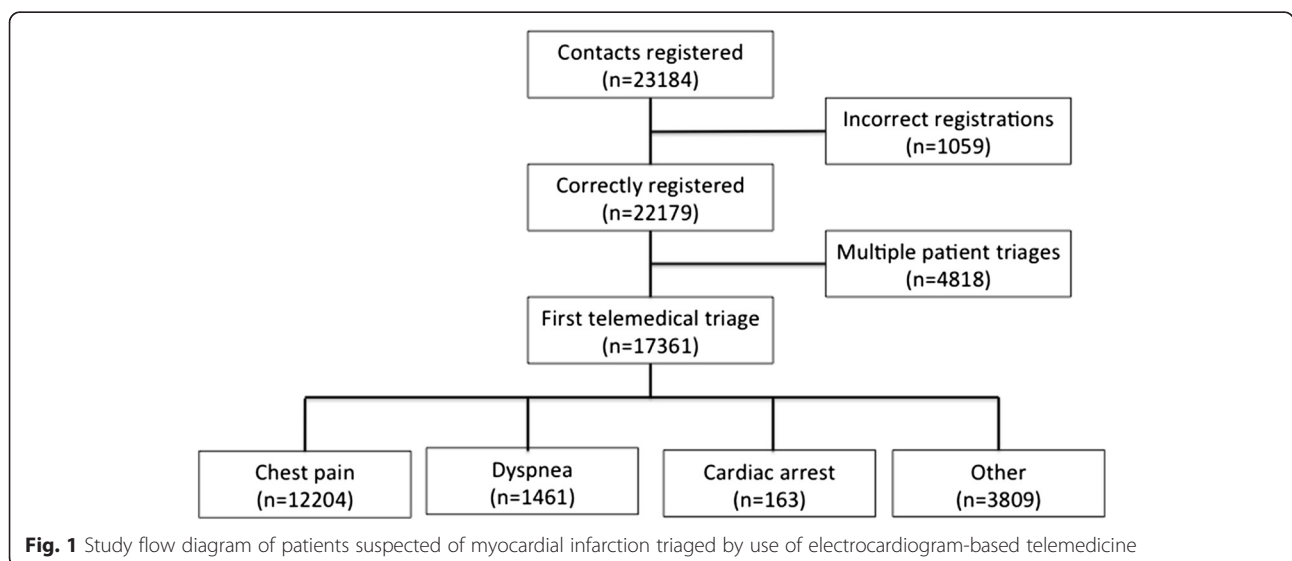 Contacts registered
(n=23184)
Incorrect registrations
(n=1059)
Correctly registered
(n=22179)
Multiple patient triages
(n=4818)
First telemedical triage
(n=17361)
Chest pain
(n=12204)
Dyspnea
(n=1461)
Cardiac arrest
(n=163)
Other
(n=3809)
Fig. 1 Study flow diagram of patients suspected of myocardial infarction triaged by use of electrocardiogram-based telemedicine